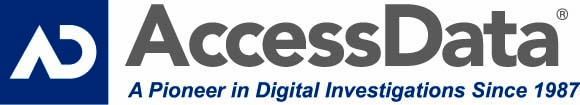 AD AccessData®
A Pioneer in Digital Investigations Since 1987